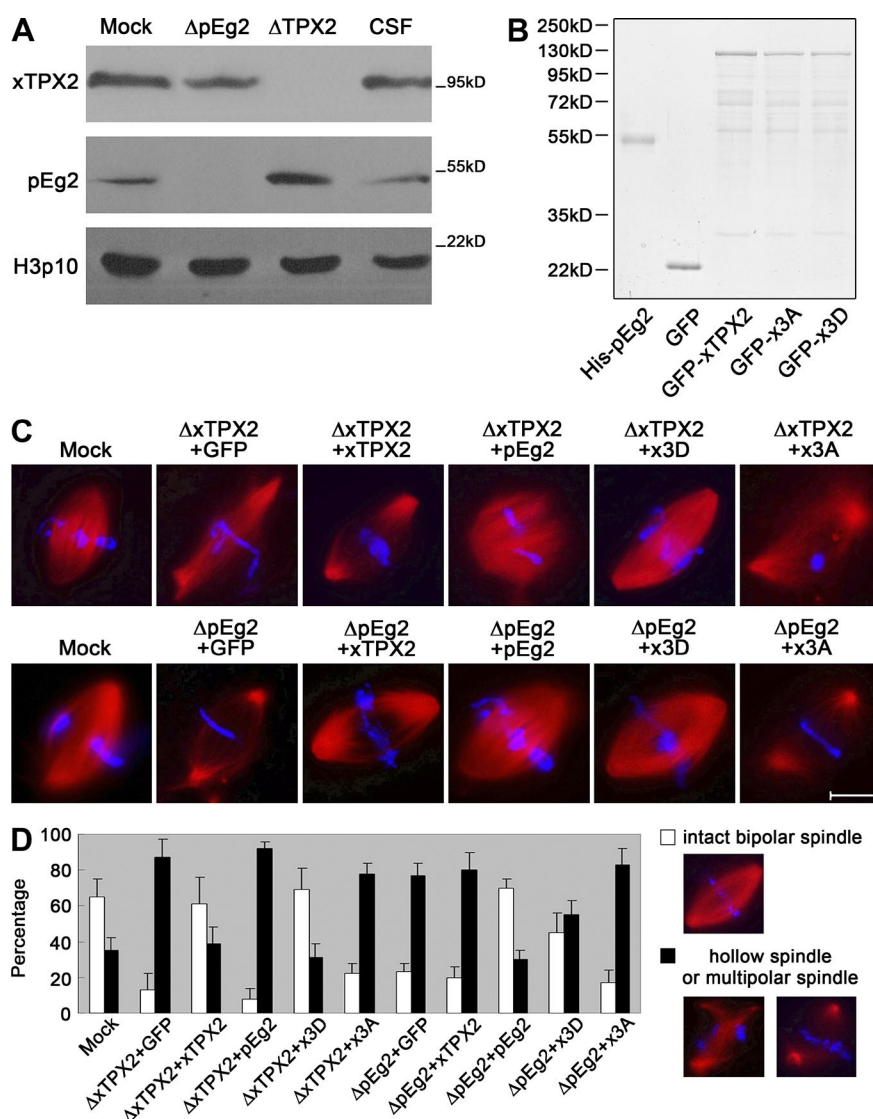 A
Mock ΔpEg2 ΔTPX2 CSF
xTPX2
95kD
pEg2
55kD
H3p10
22kD
B
250kD
130kD
95kD
72kD
55kD
35kD
22kD
His-pEg2
GFP
GFP-xTPX2
GFP-x3A
GFP-x3D
C
Mock
ΔxTPX2
+GFP
ΔxTPX2
+xTPX2
ΔxTPX2
+pEg2
ΔxTPX2
+x3D
ΔxTPX2
+x3A
Mock
ΔpEg2
+GFP
ΔpEg2
+xTPX2
ΔpEg2
+pEg2
ΔpEg2
+x3D
ΔpEg2
+x3A
D
Percentage
100
80
60
40
20
0
Mock
ΔxTPX2+GFP
ΔxTPX2+xTPX2
ΔxTPX2+pEg2
ΔxTPX2+x3D
ΔxTPX2+x3A
ΔpEg2+GFP
ΔpEg2+xTPX2
ΔpEg2+pEg2
ΔpEg2+x3D
ΔpEg2+x3A
intact bipolar spindle
hollow spindle
or multipolar spindle